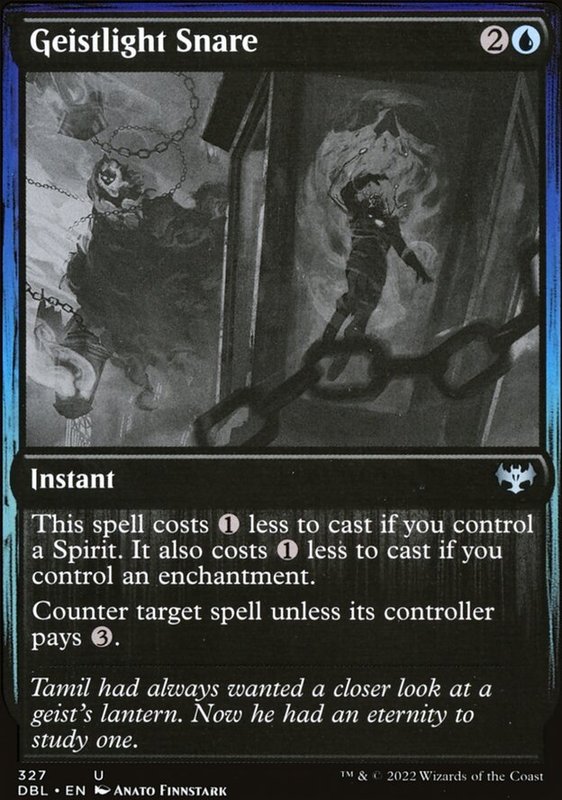 Geistlight Snare 2
Instant
This spell costs 1 less to cast if you control
a Spirit. It also costs 1 less to cast if you
control an enchantment.
Counter target spell unless its controller
pays 3.
Tamil had always wanted a closer look at a
geist's lantern. Now he had an eternity to
study one.
327 U
DBL • EN Anato Finnstark
™ & © 2022 Wizards of the Coast